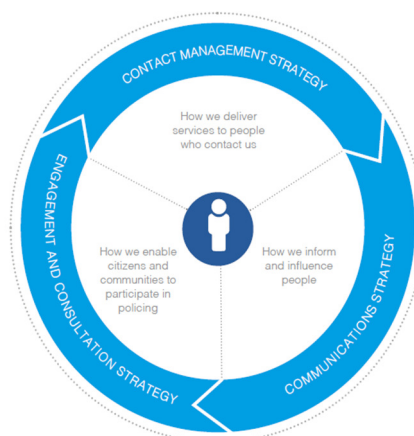 CONTACT MANAGEMENT STRATEGY
How we deliver
services to people
who contact us
How we enable
citizens and
communities to
participate in
policing
How we inform
and influence
people
ENGAGEMENT AND CONSULTATION STRATEGY
COMMUNICATIONS STRATEGY